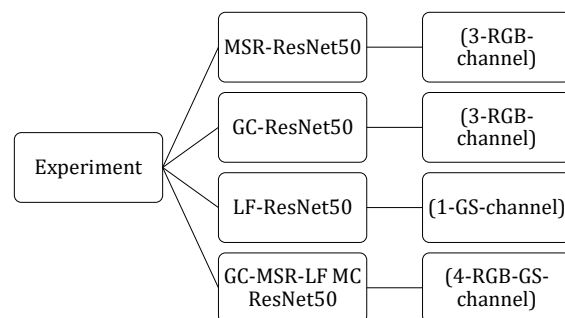 MSR-ResNet50
(3-RGB-
channel)
GC-ResNet50
(3-RGB-
channel)
Experiment
LF-ResNet50
(1-GS-channel)
GC-MSR-LF MC
ResNet50
(4-RGB-GS-
channel)